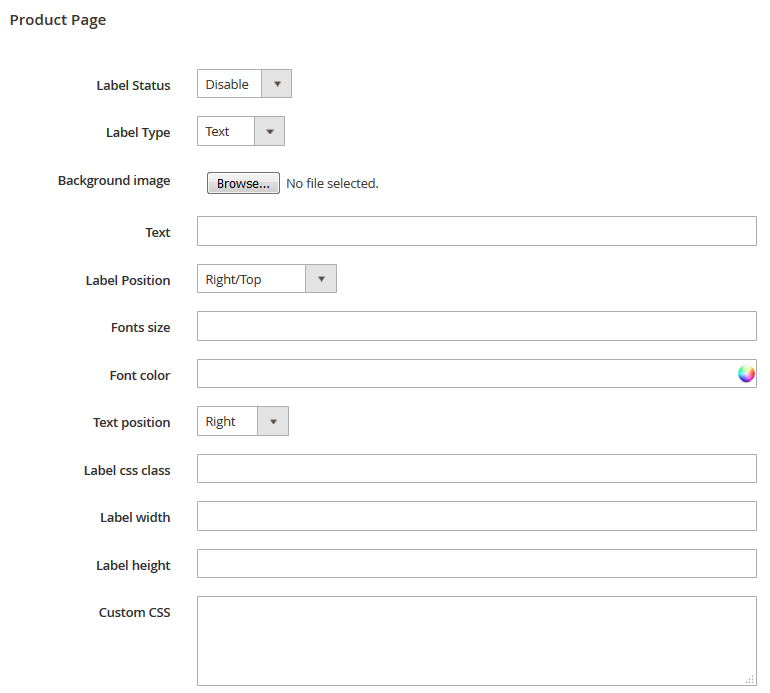 Product Page
Label Status Disable
Label Type Text
Background image Browse... No file selected.
Text
Label Position Right/Top
Fonts size
Font color
Text position Right
Label css class
Label width
Label height
Custom CSS